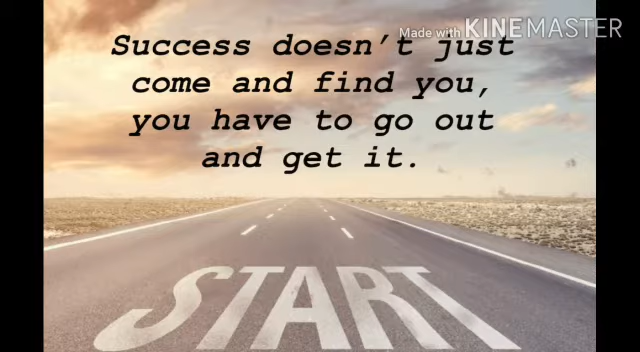 Made with KINEMASTER
Success doesn't just
come and find you,
you have to go out
and get it.
START